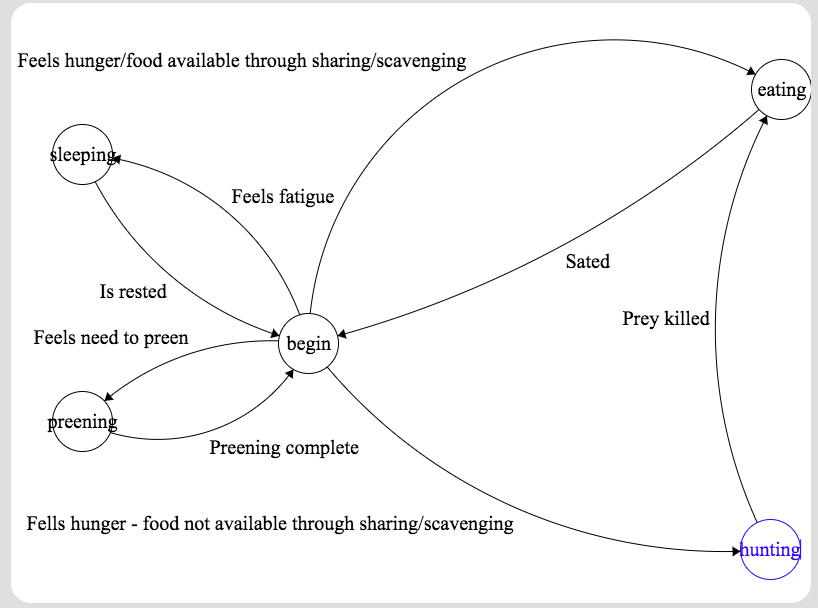 Feels hunger/food available through sharing/scavenging
eating
sleeping
Feels fatigue
Sated
Is rested
Prey killed
Feels need to preen
begin
preening
Preening complete
Fells hunger - food not available through sharing/scavenging
hunting